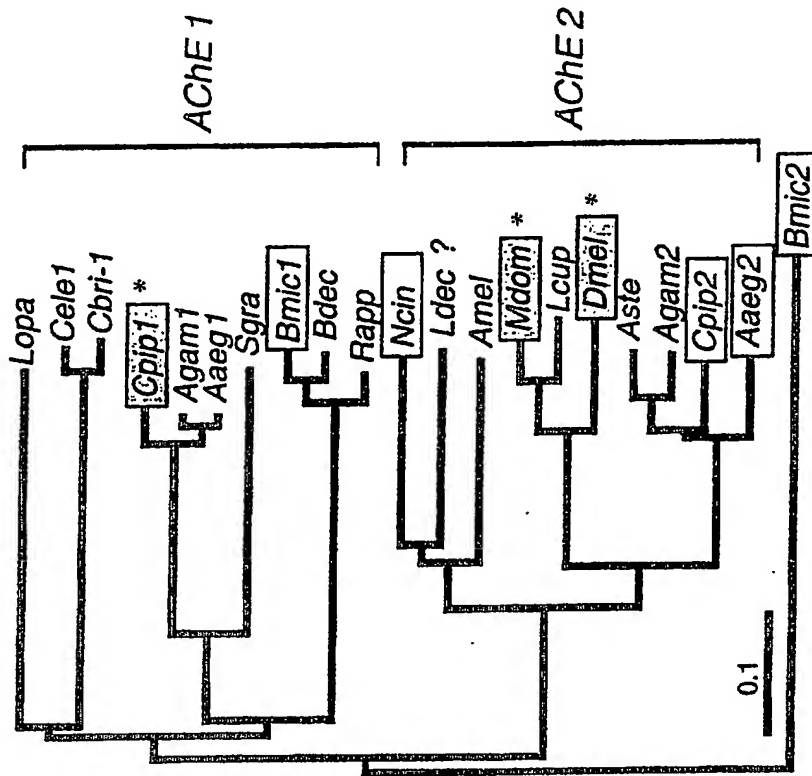 Lopa
Cele1
Cbri-1
Cpip1 *
Agam1
Aaeg1
Sgra
Bmic1
Bdec
Rapp
AChE 1
Ncin
Ldec ?
Amel
Mdom *
Lcup
Dmel *
Aste
Agam2
Cpip2
Aaeg2
AChE 2
Bmic2
0.1